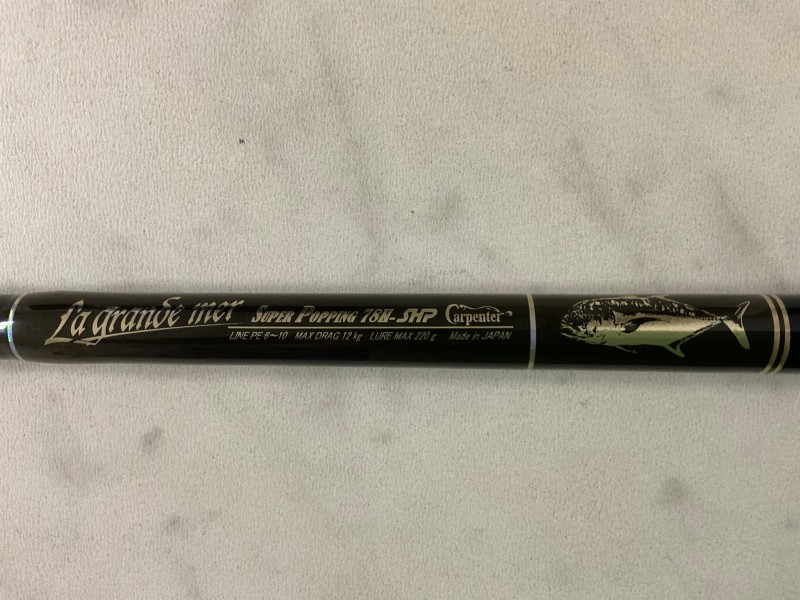 La grande mer SUPER POPPING 78H-SHP Carpenter
LINE PE 6~10 MAX DRAG 12 kg LURE MAX 220 g Made in JAPAN